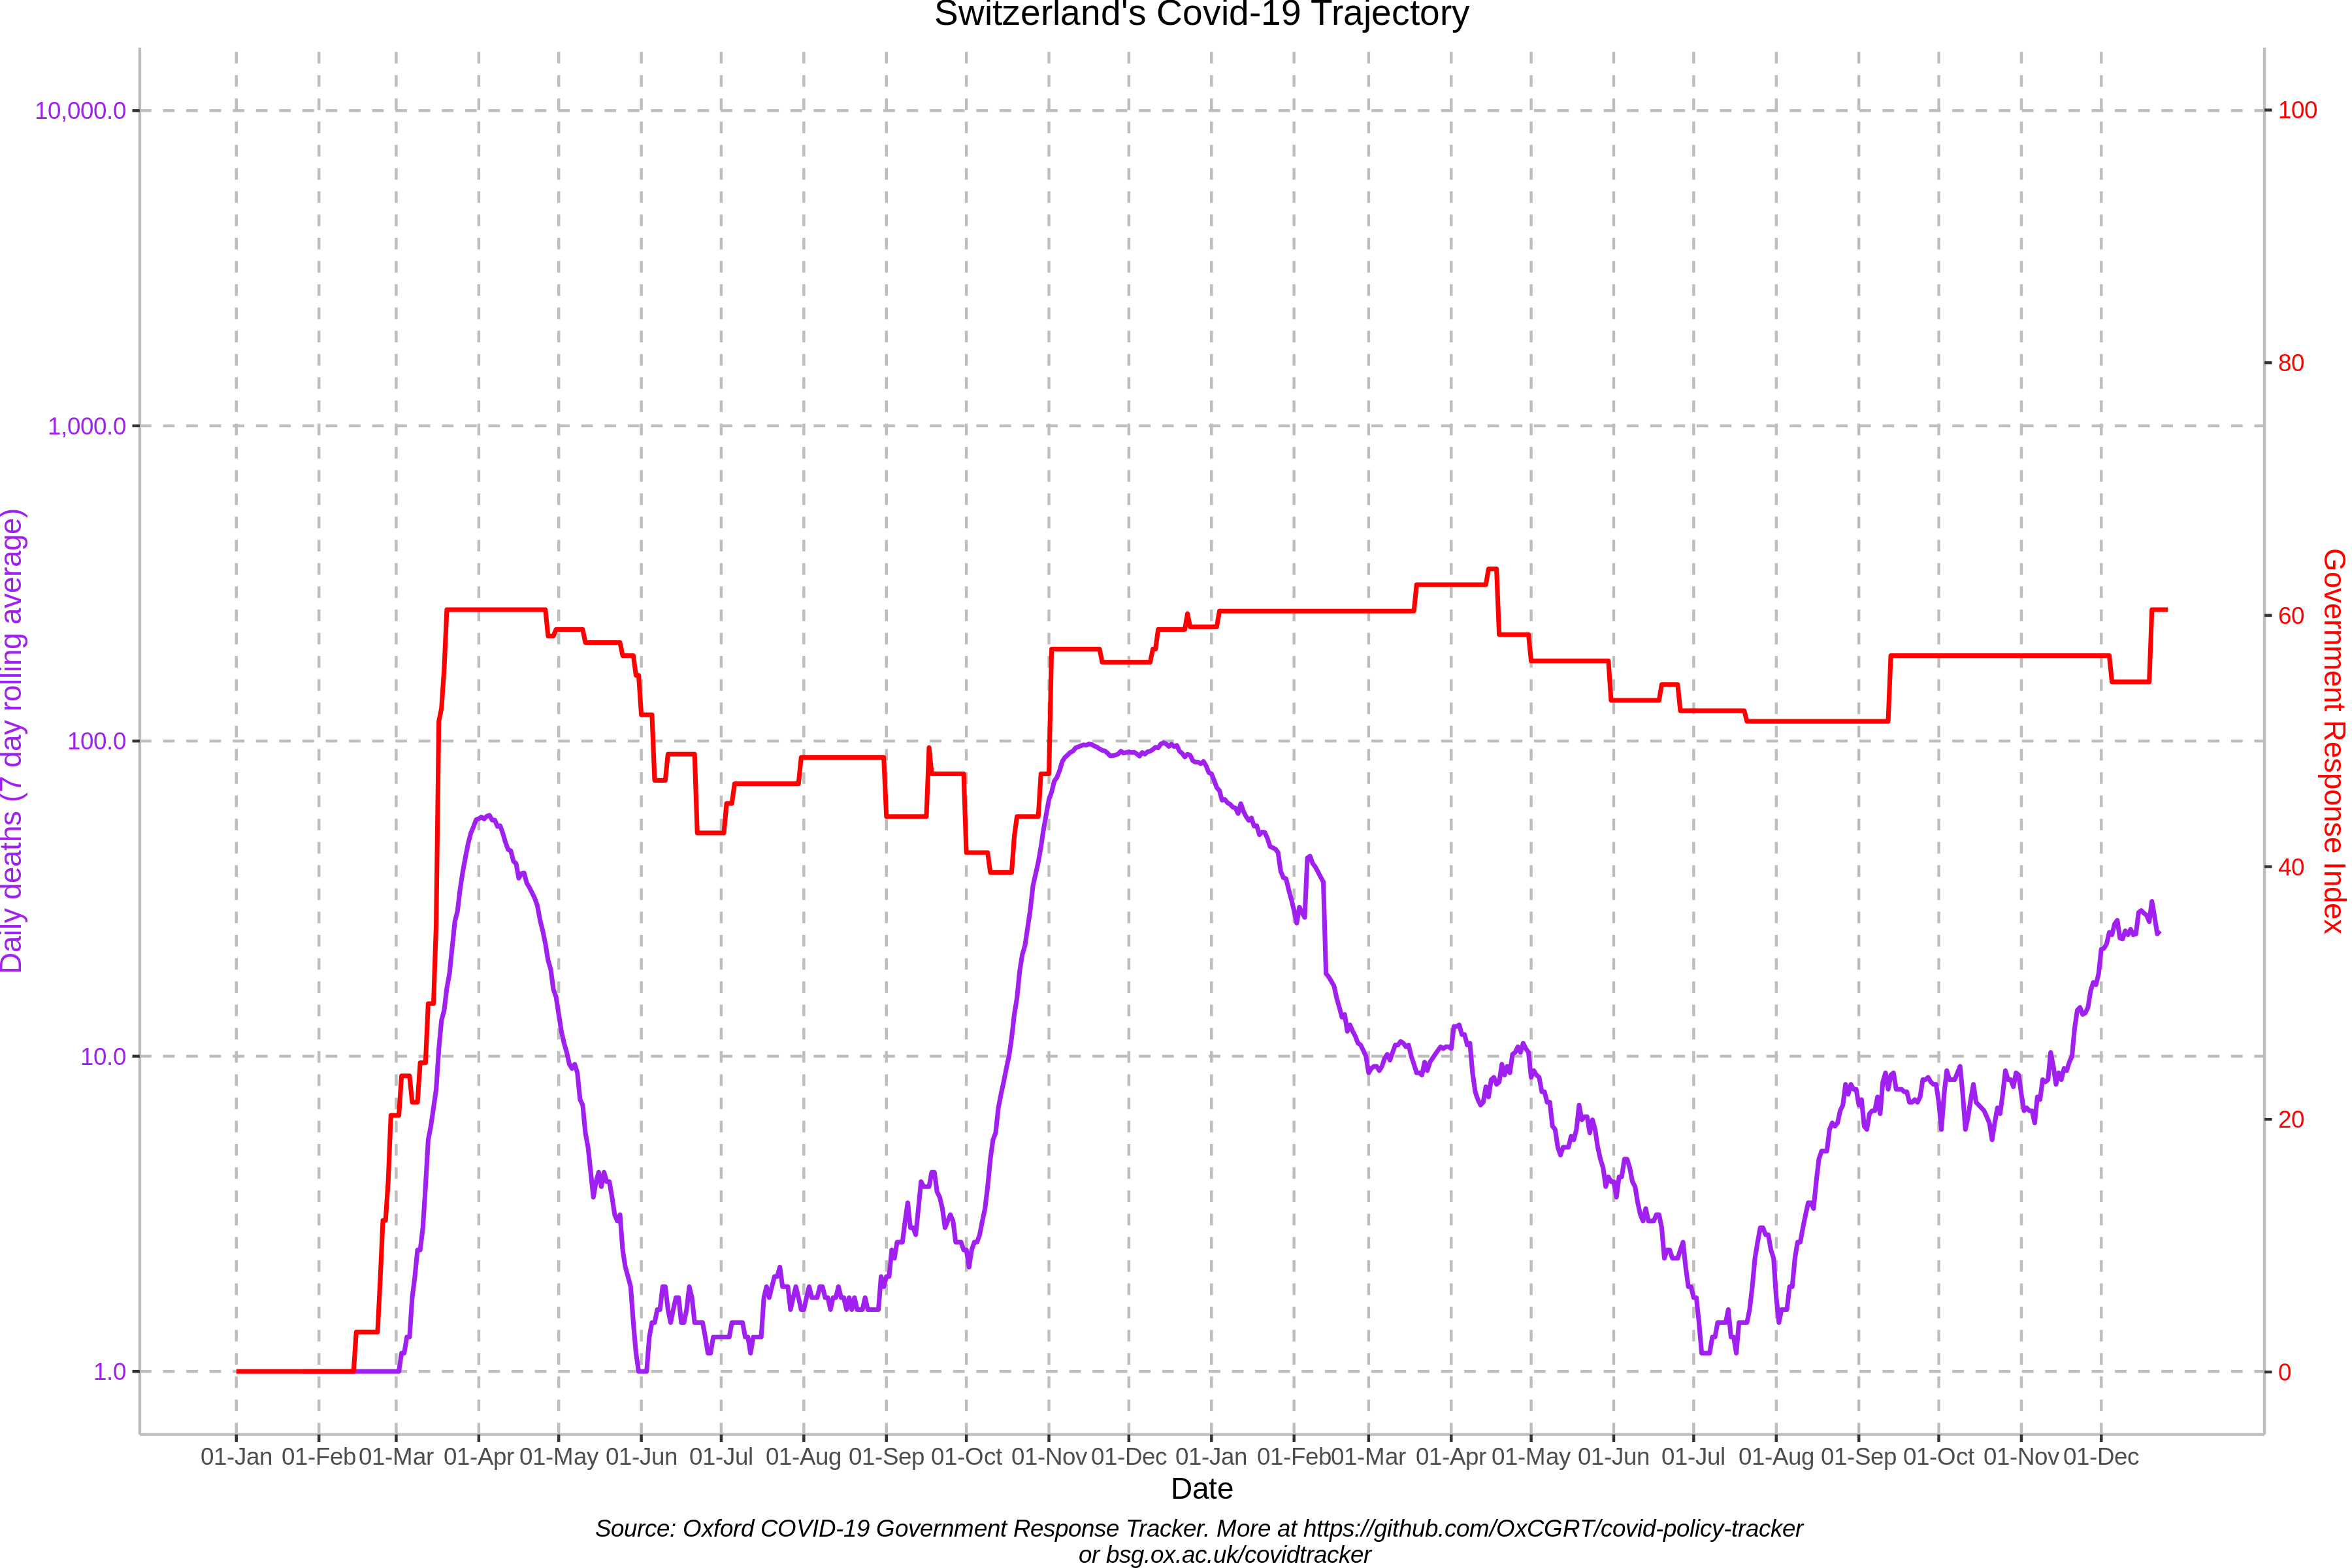 Switzerland's Covid-19 Trajectory
Daily deaths (7 day rolling average)
10,000.0
1,000.0
100.0
10.0
1.0
100
80
60
40
20
0
Government Response Index
01-Jan 01-Feb 01-Mar 01-Apr 01-May 01-Jun 01-Jul 01-Aug 01-Sep 01-Oct 01-Nov 01-Dec 01-Jan 01-Feb 01-Mar 01-Apr 01-May 01-Jun 01-Jul 01-Aug 01-Sep 01-Oct 01-Nov 01-Dec
Date
Source: Oxford COVID-19 Government Response Tracker. More at https://github.com/OxCGRT/covid-policy-tracker
or bsg.ox.ac.uk/covidtracker